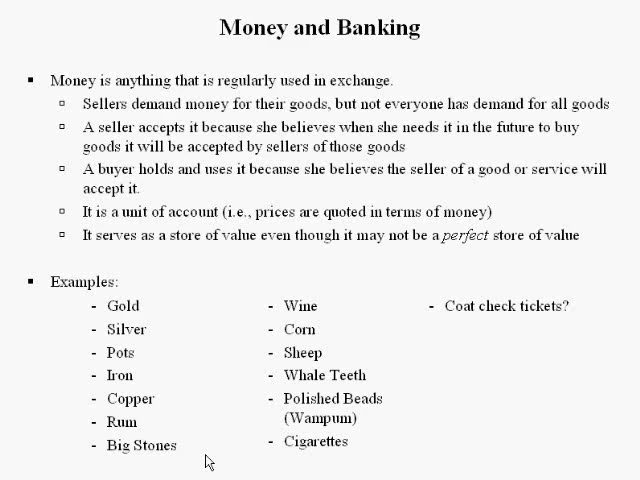 Money and Banking
▪ Money is anything that is regularly used in exchange.
▫ Sellers demand money for their goods, but not everyone has demand for all goods
▫ A seller accepts it because she believes when she needs it in the future to buy
goods it will be accepted by sellers of those goods
▫ A buyer holds and uses it because she believes the seller of a good or service will
accept it.
▫ It is a unit of account (i.e., prices are quoted in terms of money)
▫ It serves as a store of value even though it may not be a perfect store of value
▪ Examples:
- Gold
- Silver
- Pots
- Iron
- Copper
- Rum
- Big Stones
- Wine
- Corn
- Sheep
- Whale Teeth
- Polished Beads
(Wampum)
- Cigarettes
- Coat check tickets?